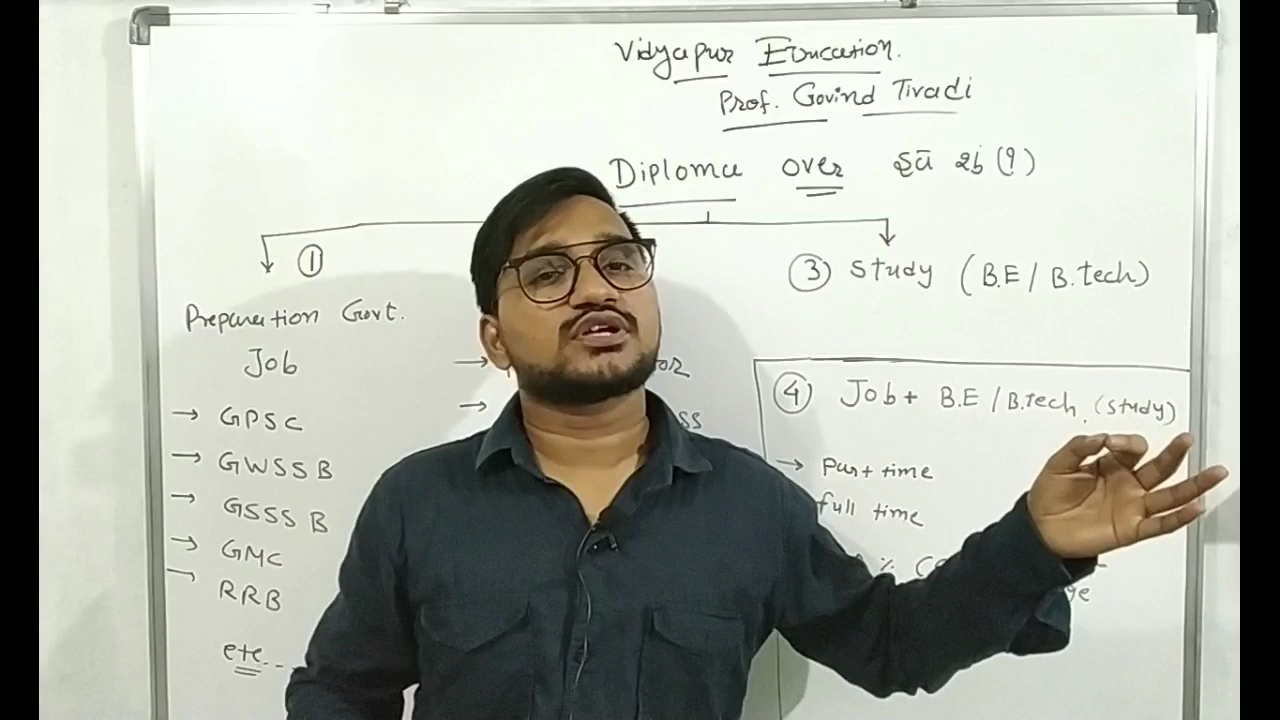 Vidyapur Education.
Prof. Govind Tivadi
Diploma over
①
Preparation Govt.
Job
→ GPSC
→ GWSSB
→ GSSSB
→ GMC
→ RRB
etc...
③ Study (B.E / B.tech)
④ Job + B.E / B.tech. (study)
→ Part time
full time